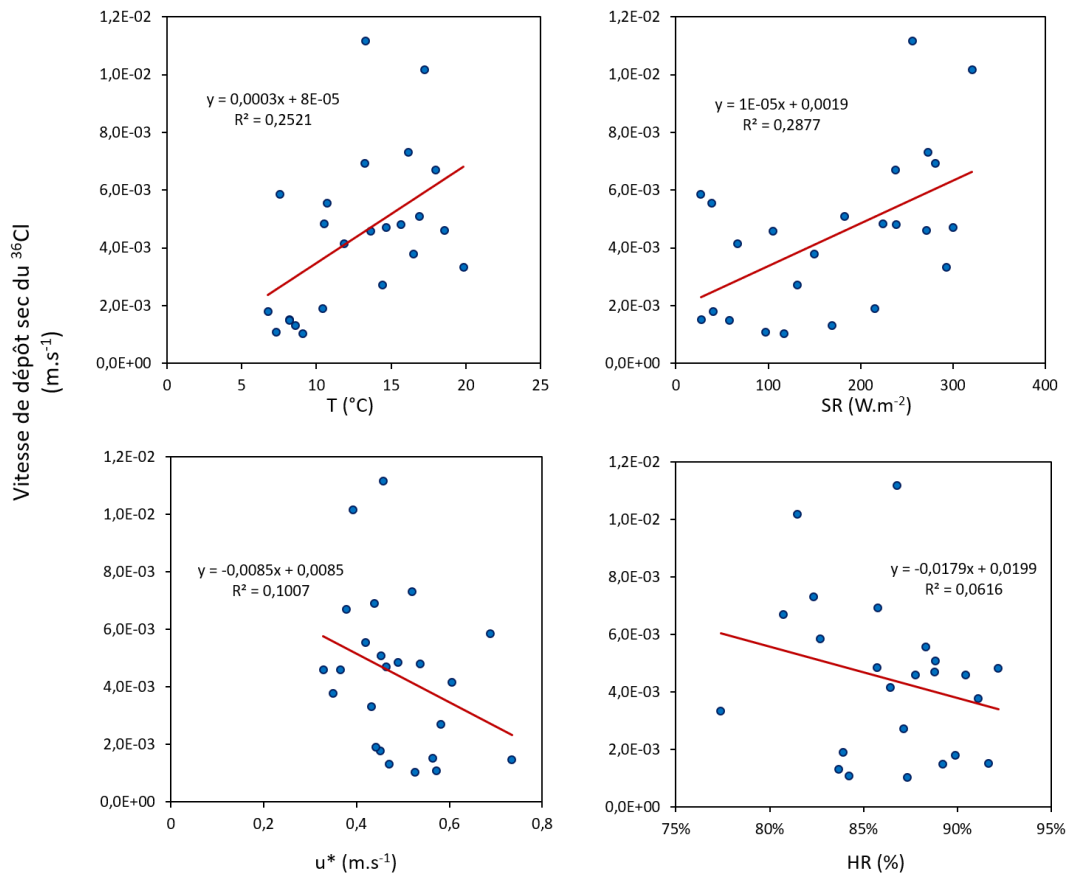 Vitesse de dépôt sec du ³⁶Cl
(m.s⁻¹)
1,2E-02
1,0E-02
8,0E-03
6,0E-03
4,0E-03
2,0E-03
0,0E+00
y = 0,0003x + 8E-05
R² = 0,2521
0 5 10 15 20 25
T (°C)
1,2E-02
1,0E-02
8,0E-03
6,0E-03
4,0E-03
2,0E-03
0,0E+00
y = 1E-05x + 0,0019
R² = 0,2877
0 100 200 300 400
SR (W.m⁻²)
1,2E-02
1,0E-02
8,0E-03
6,0E-03
4,0E-03
2,0E-03
0,0E+00
y = -0,0085x + 0,0085
R² = 0,1007
0 0,2 0,4 0,6 0,8
u* (m.s⁻¹)
1,2E-02
1,0E-02
8,0E-03
6,0E-03
4,0E-03
2,0E-03
0,0E+00
y = -0,0179x + 0,0199
R² = 0,0616
75% 80% 85% 90% 95%
HR (%)